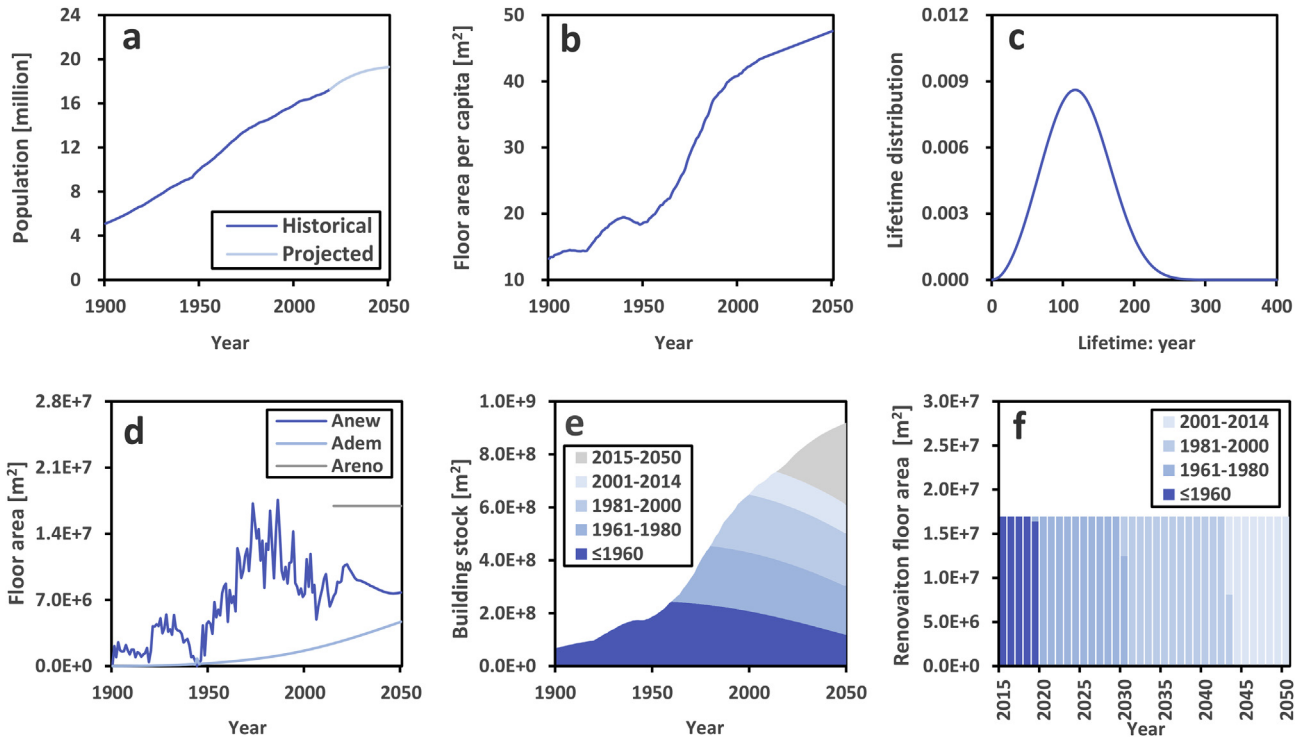 a
Population [million]
24
20
16
12
8
4
0
Historical
Projected
1900
1950
2000
2050
Year
b
Floor area per capita [m²]
50
40
30
20
10
1900
1950
2000
2050
Year
c
Lifetime distribution
0.012
0.009
0.006
0.003
0.000
0
100
200
300
400
Lifetime: year
d
Floor area [m²]
2.8E+7
2.1E+7
1.4E+7
7.0E+6
0.0E+0
Anew
Adem
Areno
1900
1950
2000
2050
Year
e
Building stock [m²]
1.0E+9
8.0E+8
6.0E+8
4.0E+8
2.0E+8
0.0E+0
2015-2050
2001-2014
1981-2000
1961-1980
≤1960
1900
1950
2000
2050
Year
f
Renovaiton floor area [m²]
3.0E+7
2.5E+7
2.0E+7
1.5E+7
1.0E+7
5.0E+6
0.0E+0
2001-2014
1981-2000
1961-1980
≤1960
2015
2020
2025
2030
2035
2040
2045
2050
Year